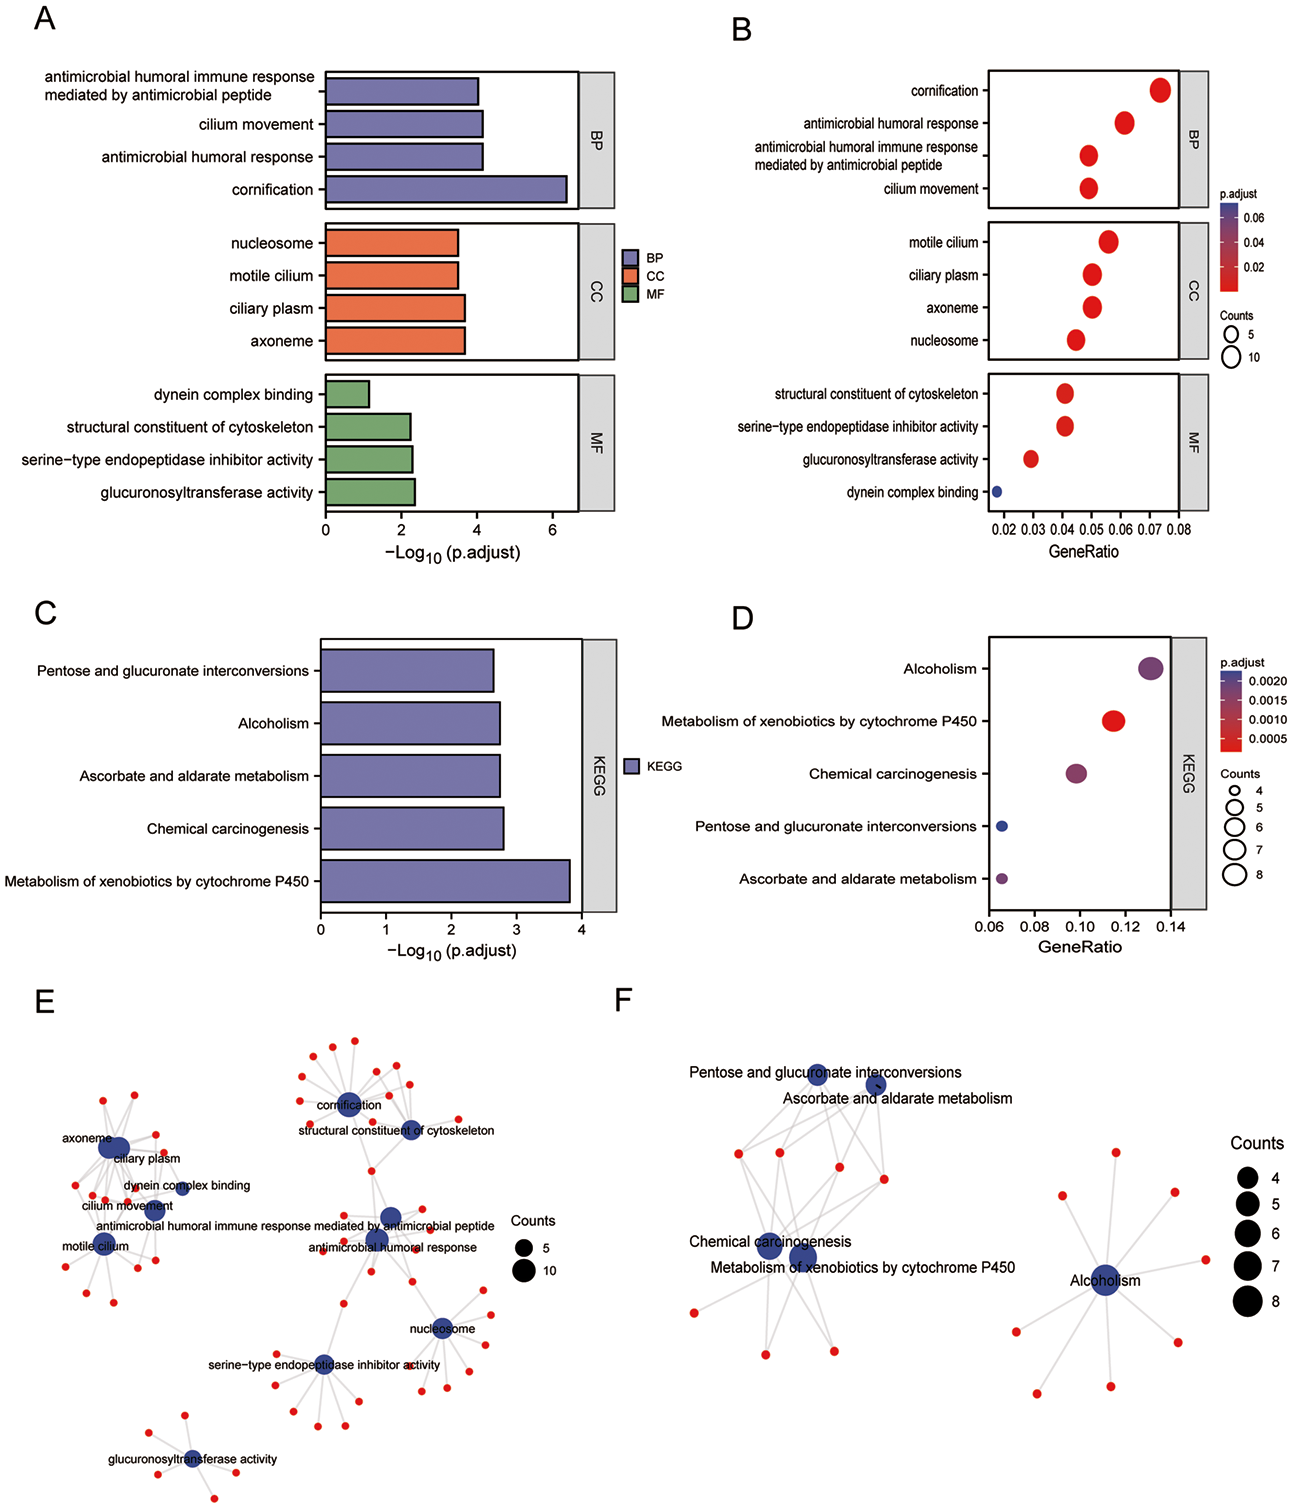 A
antimicrobial humoral immune response
mediated by antimicrobial peptide
cilium movement
antimicrobial humoral response
cornification
BP
nucleosome
motile cilium
ciliary plasm
axoneme
CC
dynein complex binding
structural constituent of cytoskeleton
serine−type endopeptidase inhibitor activity
glucuronosyltransferase activity
MF
0 2 4 6
−Log10 (p.adjust)
BP
CC
MF
B
cornification
antimicrobial humoral response
antimicrobial humoral immune response
mediated by antimicrobial peptide
cilium movement
BP
motile cilium
ciliary plasm
axoneme
nucleosome
CC
structural constituent of cytoskeleton
serine−type endopeptidase inhibitor activity
glucuronosyltransferase activity
dynein complex binding
MF
0.02 0.03 0.04 0.05 0.06 0.07 0.08
GeneRatio
p.adjust
0.06
0.04
0.02
Counts
5
10
C
Pentose and glucuronate interconversions
Alcoholism
Ascorbate and aldarate metabolism
Chemical carcinogenesis
Metabolism of xenobiotics by cytochrome P450
KEGG
0 1 2 3 4
−Log10 (p.adjust)
KEGG
D
Alcoholism
Metabolism of xenobiotics by cytochrome P450
Chemical carcinogenesis
Pentose and glucuronate interconversions
Ascorbate and aldarate metabolism
KEGG
0.06 0.08 0.10 0.12 0.14
GeneRatio
p.adjust
0.0020
0.0015
0.0010
0.0005
Counts
4
5
6
7
8
E
cornification
structural constituent of cytoskeleton
axoneme
ciliary plasm
dynein complex binding
cilium movement
antimicrobial humoral immune response mediated by antimicrobial peptide
motile cilium
antimicrobial humoral response
nucleosome
serine−type endopeptidase inhibitor activity
glucuronosyltransferase activity
Counts
5
10
F
Pentose and glucuronate interconversions
Ascorbate and aldarate metabolism
Chemical carcinogenesis
Metabolism of xenobiotics by cytochrome P450
Alcoholism
Counts
4
5
6
7
8